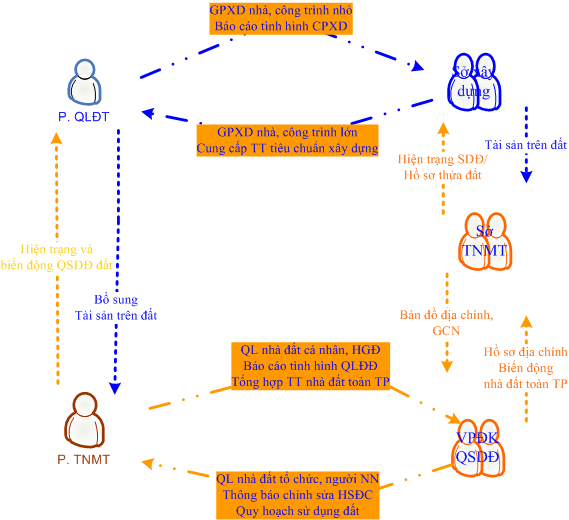 GPXD nhà, công trình nhỏ
Báo cáo tình hình CPXD
Sở xây
dựng
P. QLĐT
GPXD nhà, công trình lớn
Cung cấp TT tiêu chuẩn xây dựng
Tài sản trên đất
Hiện trạng SDĐ/
Hồ sơ thửa đất
Sở
TNMT
Hiện trạng và
biến động QSDĐ đất
Bổ sung
Tài sản trên đất
Bản đồ địa chính,
GCN
QL nhà đất cá nhân, HGĐ
Báo cáo tình hình QLĐĐ
Tổng hợp TT nhà đất toàn TP
Hồ sơ địa chính
Biến động
nhà đất toàn TP
P. TNMT
VPĐK
QSDĐ
QL nhà đất tổ chức, người NN
Thông báo chỉnh sửa HSĐC
Quy hoạch sử dụng đất